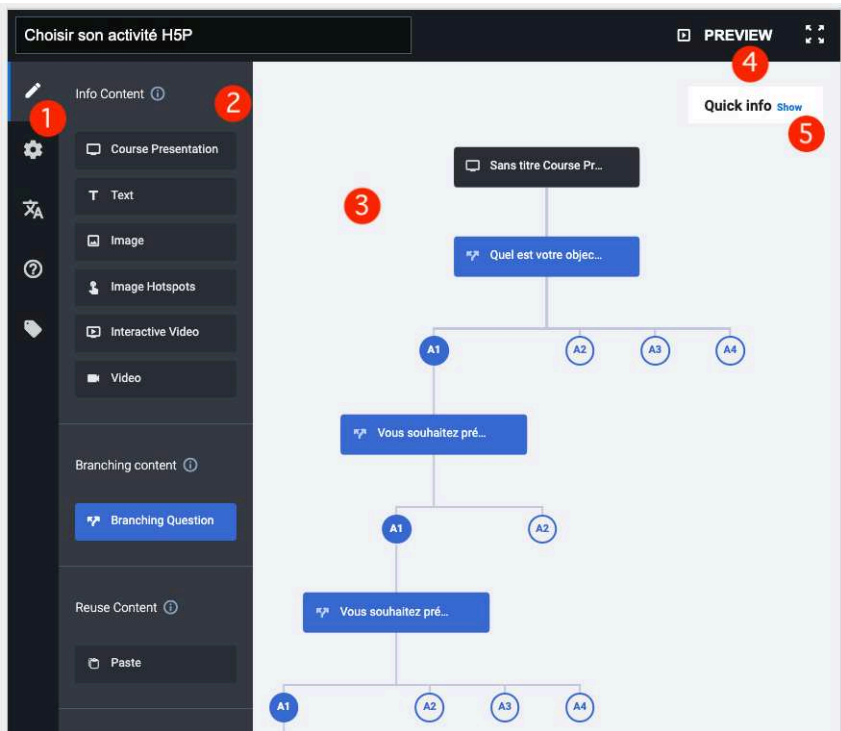 Choisir son activité H5P
PREVIEW
4
Info Content
2
Quick info Show
1
5
Course Presentation
Sans titre Course Pr...
T Text
3
Image
Quel est votre objec...
Image Hotspots
Interactive Video
A1 A2 A3 A4
Video
Vous souhaitez pré...
Branching content
Branching Question
A1 A2
Reuse Content
Vous souhaitez pré...
Paste
A1 A2 A3 A4